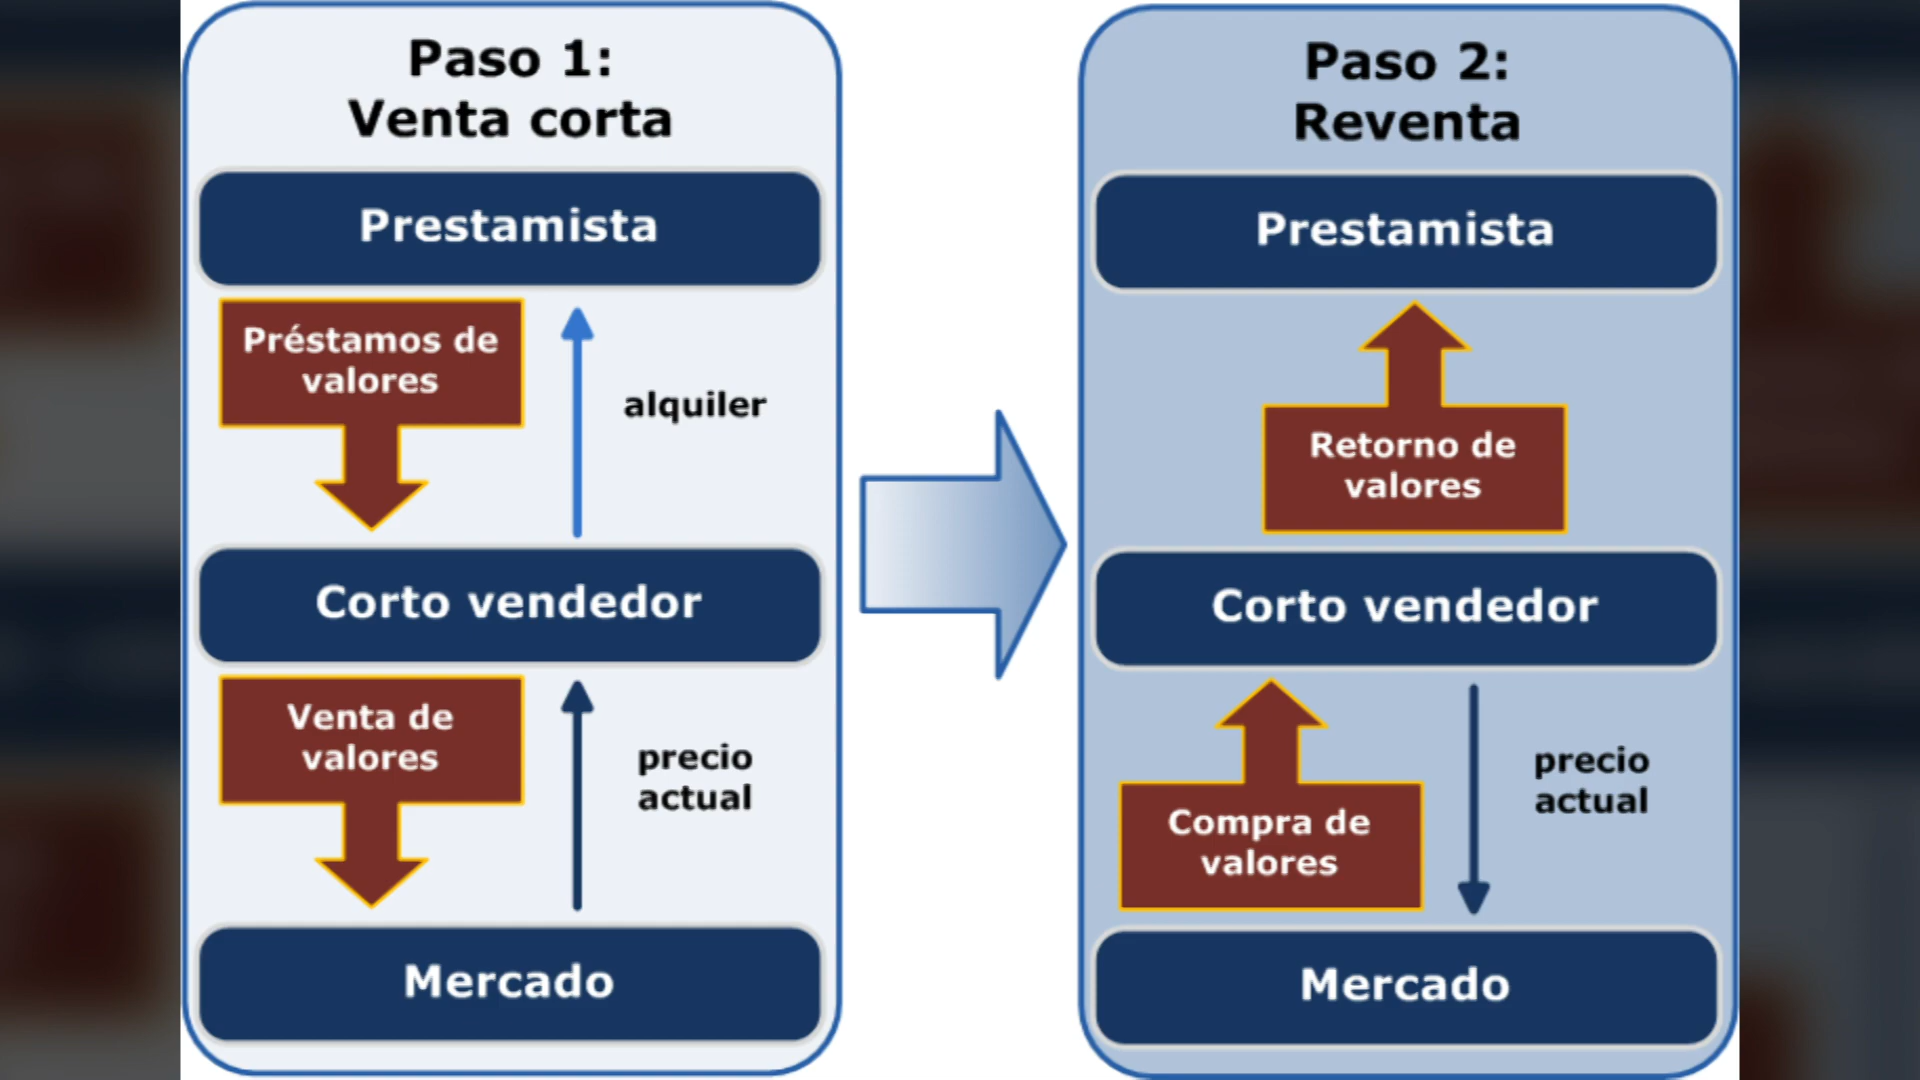 Paso 1:
Venta corta
Prestamista
Préstamos de
valores
alquiler
Corto vendedor
Venta de
valores
precio
actual
Mercado
Paso 2:
Reventa
Prestamista
Retorno de
valores
Corto vendedor
Compra de
valores
precio
actual
Mercado